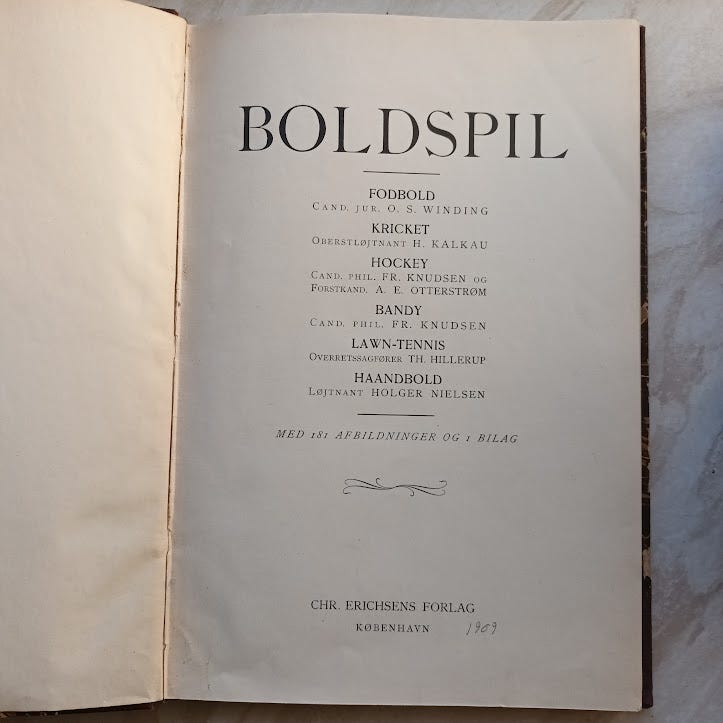 BOLDSPIL
FODBOLD
CAND. JUR. O. S. WINDING
KRICKET
OBERSTLØJTNANT H. KALKAU
HOCKEY
CAND. PHIL. FR. KNUDSEN OG
FORSTKAND. A. E. OTTERSTRØM
BANDY
CAND. PHIL. FR. KNUDSEN
LAWN-TENNIS
OVERRETSSAGFØRER TH. HILLERUP
HAANDBOLD
LØJTNANT HOLGER NIELSEN
MED 181 AFBILDNINGER OG 1 BILAG
CHR. ERICHSENS FORLAG
KØBENHAVN 1909